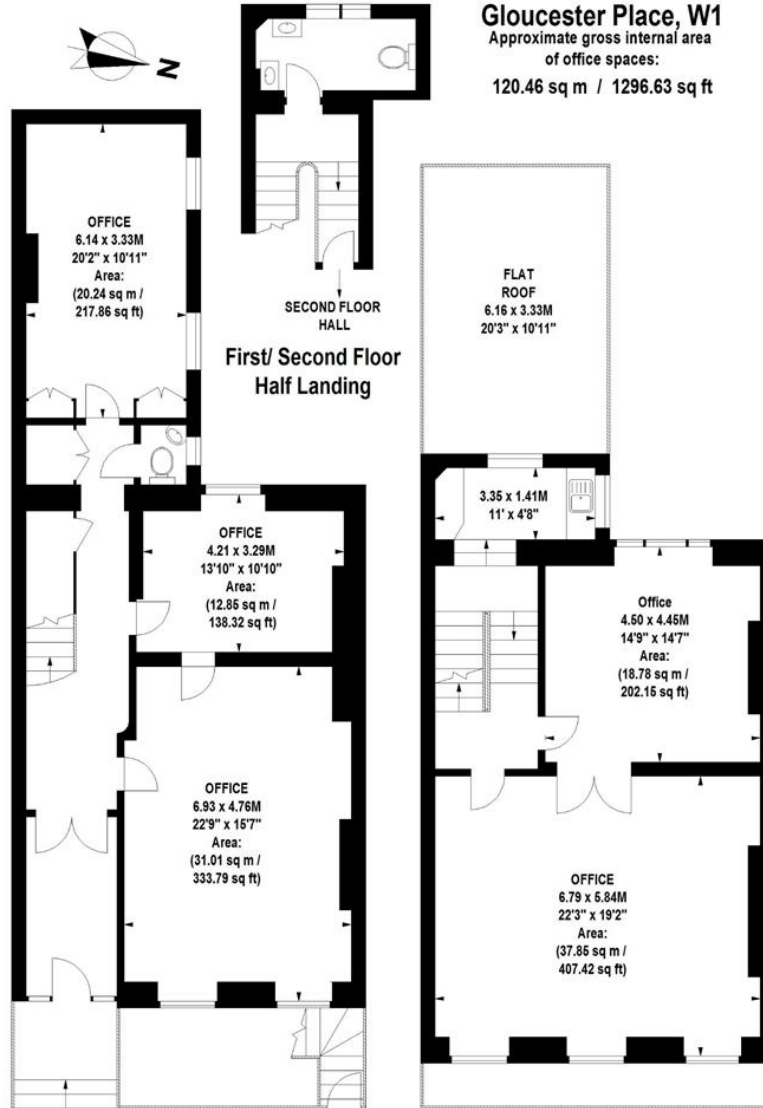 Gloucester Place, W1
Approximate gross internal area
of office spaces:
120.46 sq m / 1296.63 sq ft
N
OFFICE
6.14 x 3.33M
20'2" x 10'11"
Area:
(20.24 sq m /
217.86 sq ft)
SECOND FLOOR
HALL
First/ Second Floor
Half Landing
FLAT
ROOF
6.16 x 3.33M
20'3" x 10'11"
3.35 x 1.41M
11' x 4'8"
OFFICE
4.21 x 3.29M
13'10" x 10'10"
Area:
(12.85 sq m /
138.32 sq ft)
Office
4.50 x 4.45M
14'9" x 14'7"
Area:
(18.78 sq m /
202.15 sq ft)
OFFICE
6.93 x 4.76M
22'9" x 15'7"
Area:
(31.01 sq m /
333.79 sq ft)
OFFICE
6.79 x 5.84M
22'3" x 19'2"
Area:
(37.85 sq m /
407.42 sq ft)